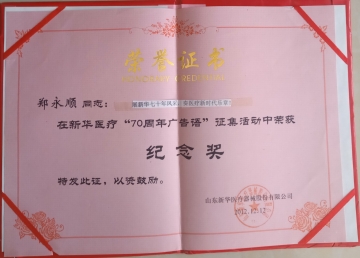 荣誉证书
郑永顺 同志:
在新华医疗“70周年广告语”征集活动中荣获
纪念奖
特发此证,以资鼓励。
山东新华医疗器械股份有限公司